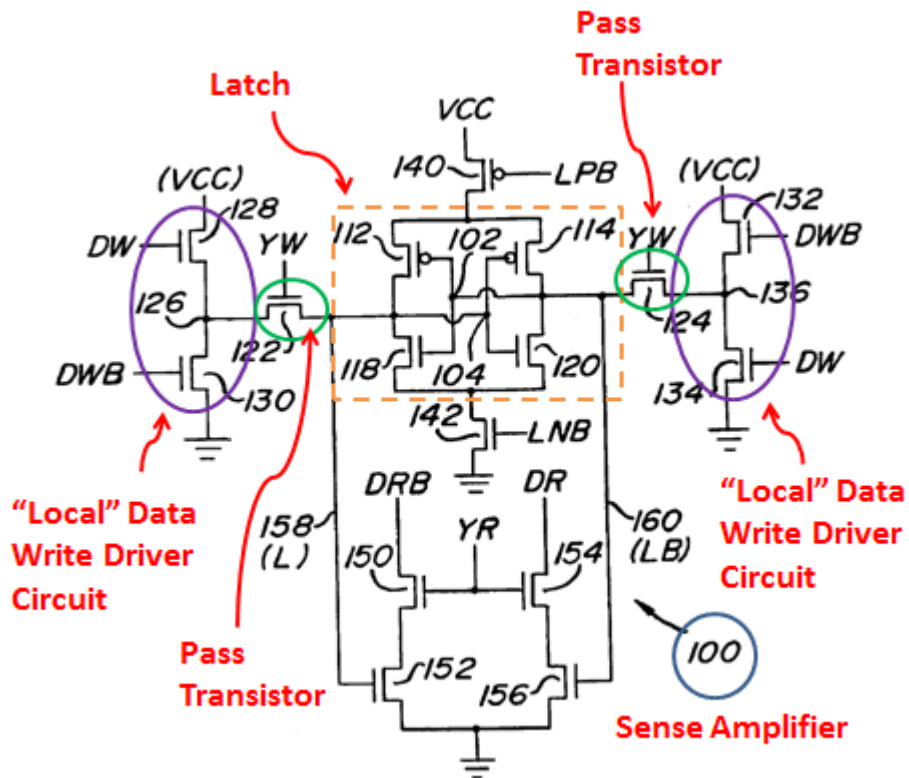 Pass
Transistor
Latch
VCC
140
LPB
(VCC)
128
DW
YW
112
102
114
YW
(VCC)
132
DWB
126
122
124
136
DWB
130
118
104
120
134
DW
142
LNB
"Local" Data
Write Driver
Circuit
158
(L)
DRB
DR
YR
150
154
160
(LB)
"Local" Data
Write Driver
Circuit
Pass
Transistor
152
156
100
Sense Amplifier